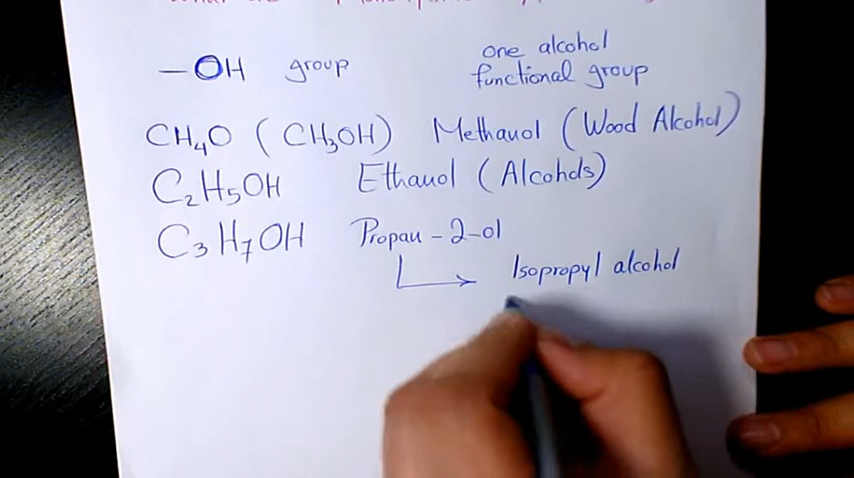 —OH group
one alcohol
functional group
CH₄O (CH₃OH) Methanol (Wood Alcohol)
C₂H₅OH Ethanol (Alcohols)
C₃H₇OH Propan-2-ol
Isopropyl alcohol